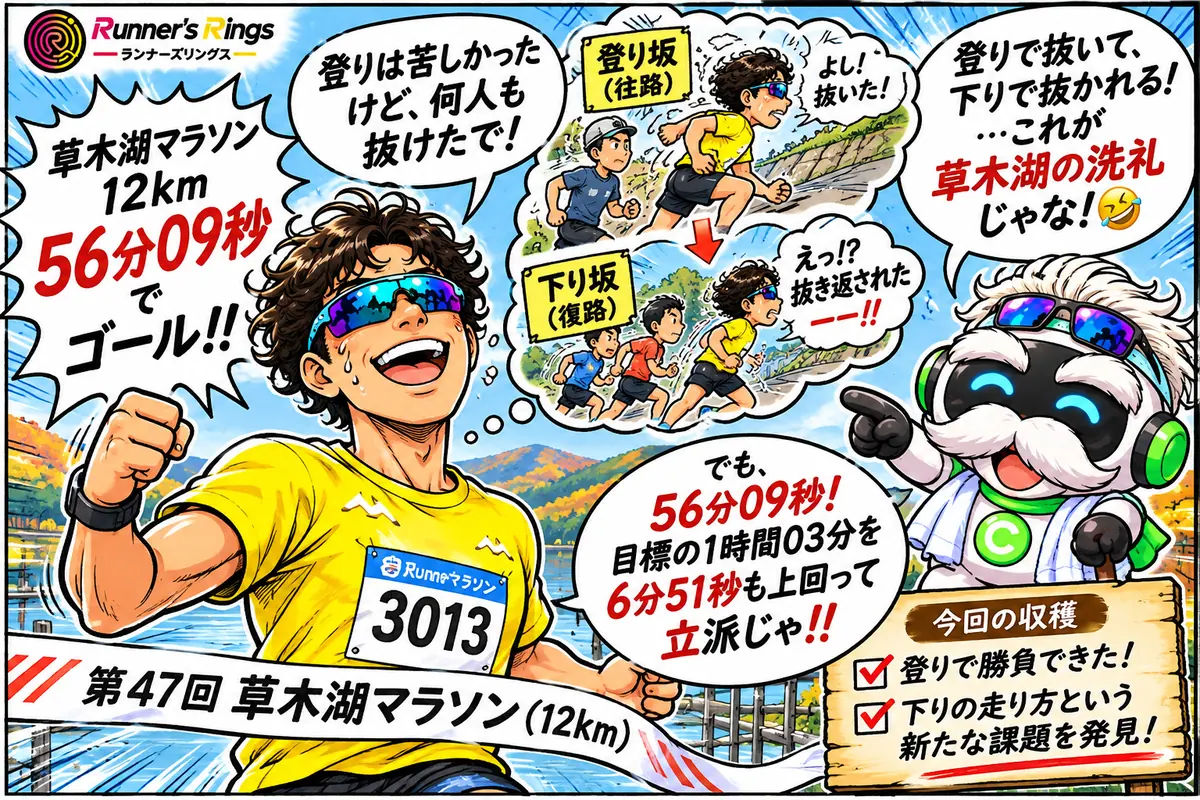 Runner's Rings
ランナーズリングス
草木湖マラソン
12km
56分09秒
で
ゴール!!
登りは苦しかった
けど、何人も
抜けたで!
登り坂
(往路)
よし!
抜いた!
下り坂
(復路)
えっ!?
抜き返された
ーー!!
登りで抜いて、
下りで抜かれる!
…これが
草木湖の洗礼
じゃな!🤣
でも、
56分09秒!
目標の1時間03分を
6分51秒も上回って
立派じゃ!!
C
Runnerマラソン
3013
第47回 草木湖マラソン(12km)
今回の収穫
登りで勝負できた!
下りの走り方という
新たな課題を発見!